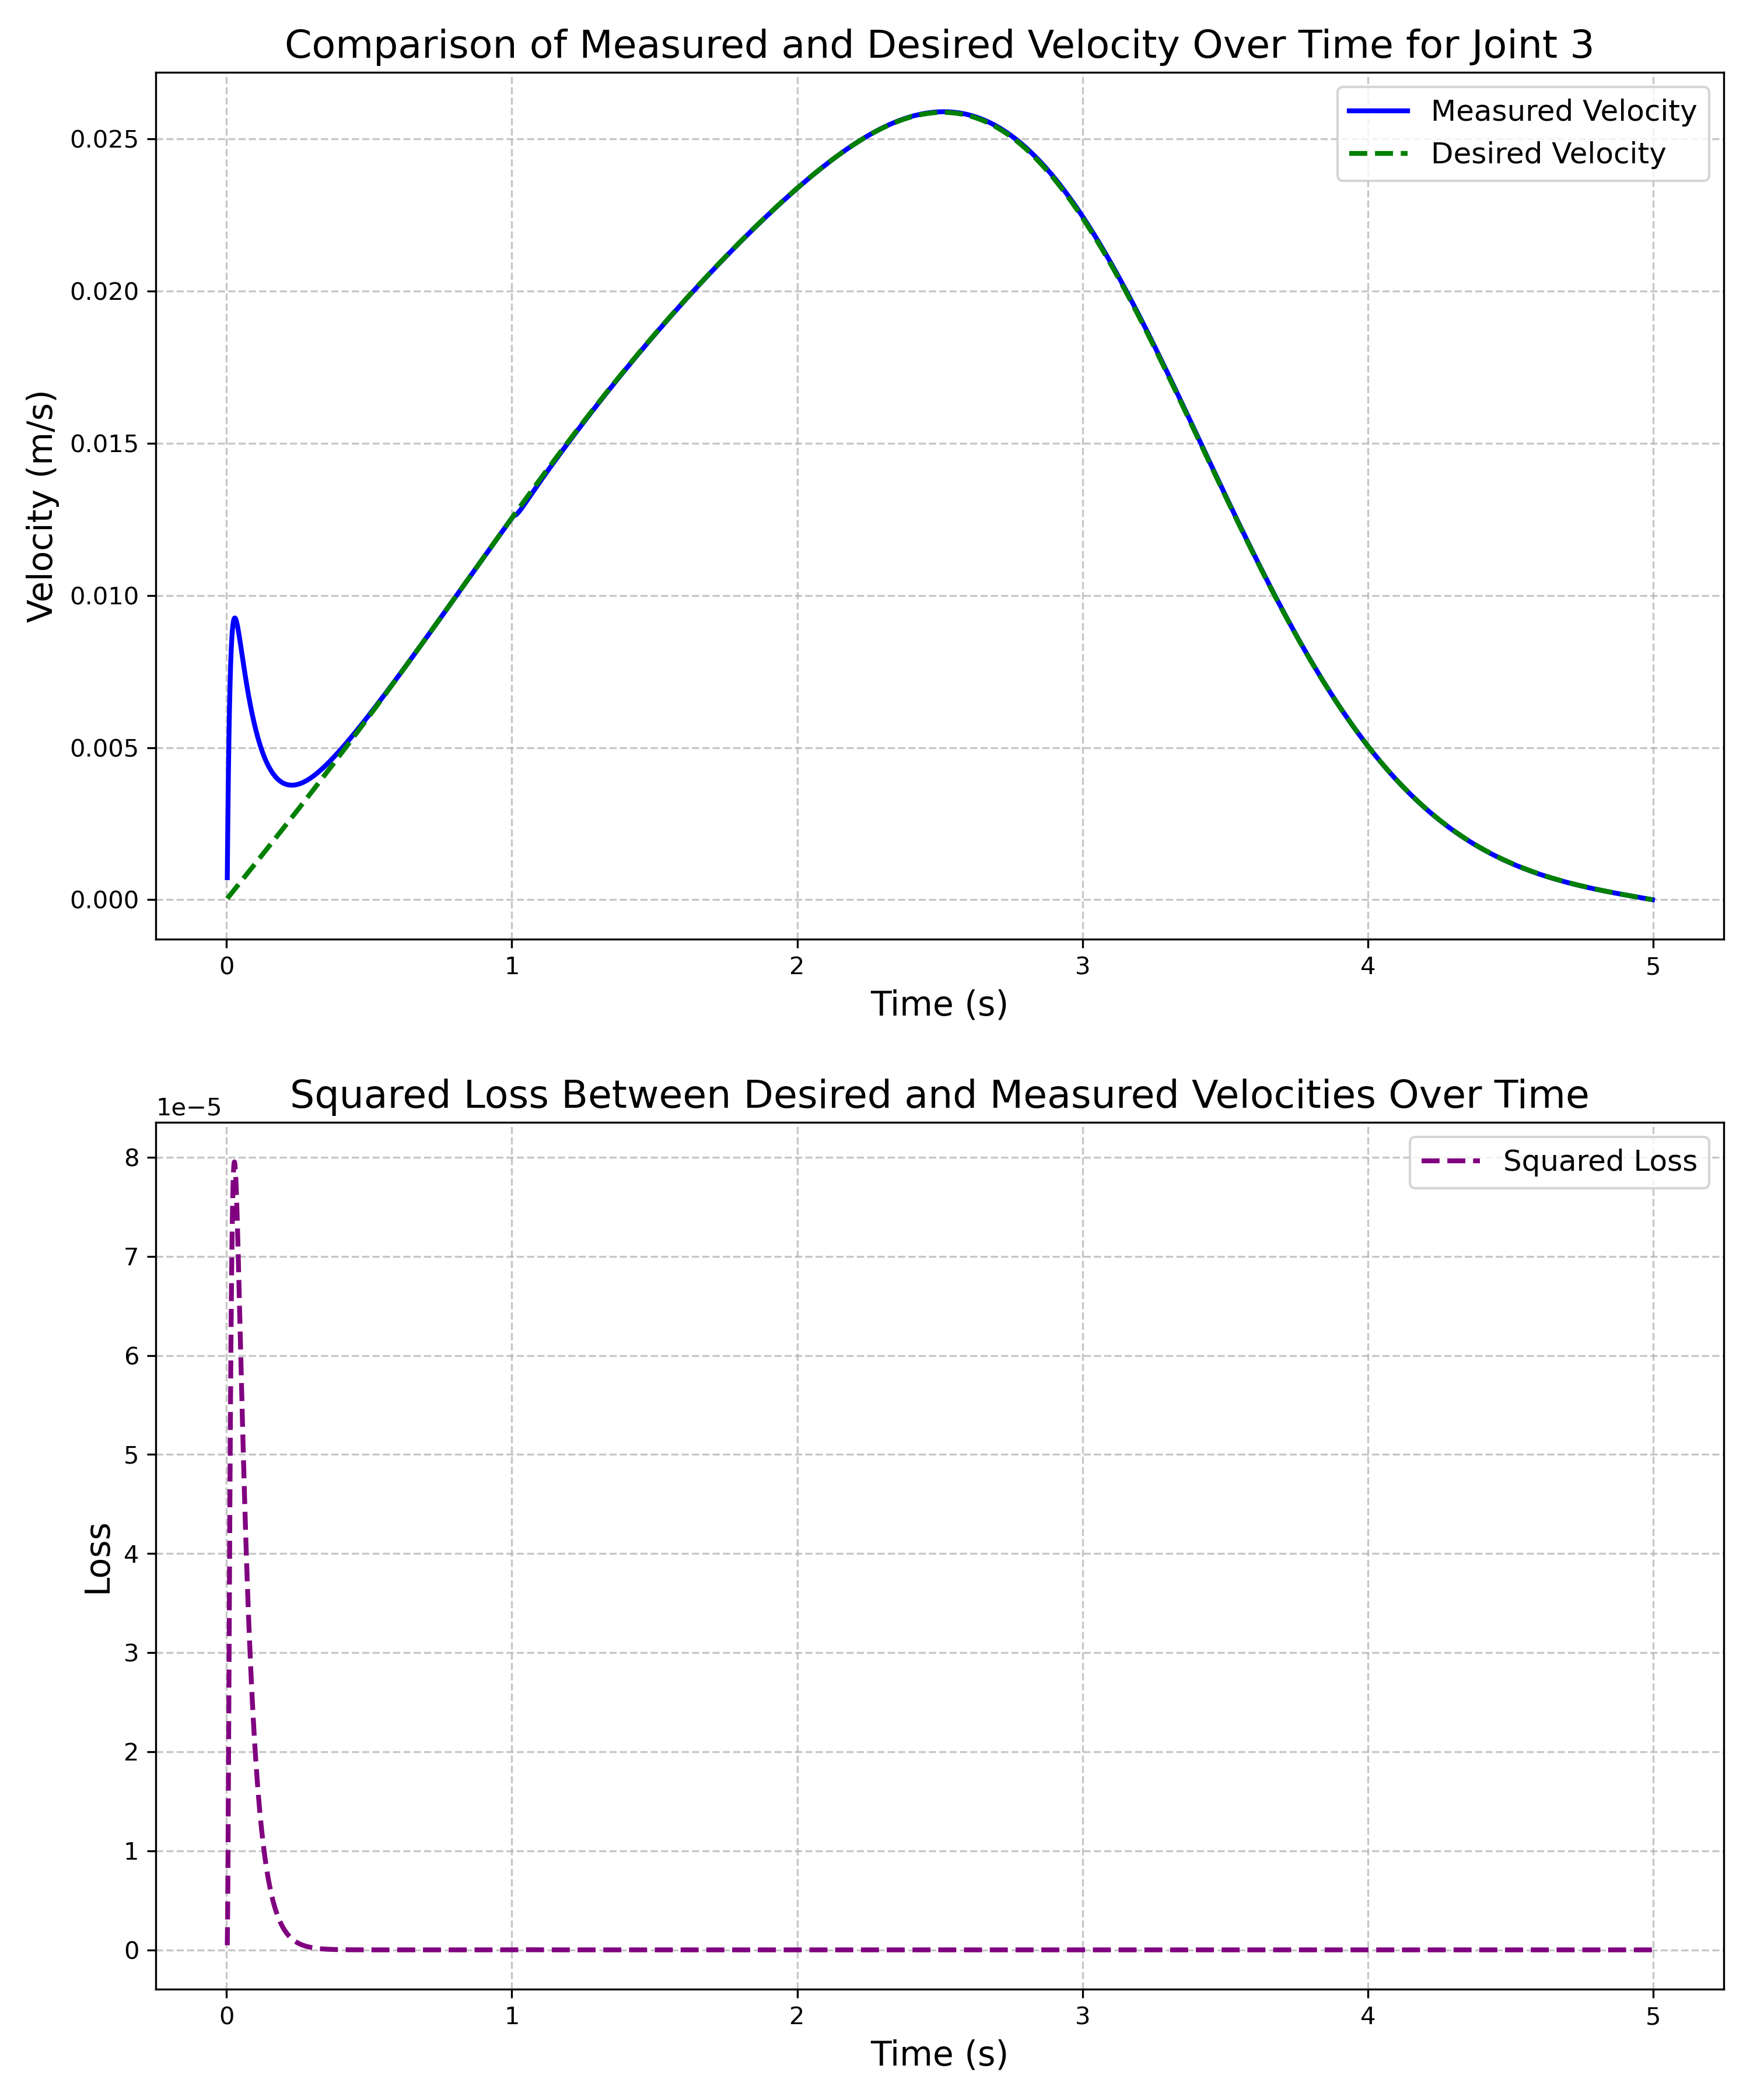 Comparison of Measured and Desired Velocity Over Time for Joint 3
Measured Velocity
Desired Velocity
Velocity (m/s)
0.025
0.020
0.015
0.010
0.005
0.000
0 1 2 3 4 5
Time (s)
Squared Loss Between Desired and Measured Velocities Over Time
1e−5
Squared Loss
Loss
8
7
6
5
4
3
2
1
0
0 1 2 3 4 5
Time (s)